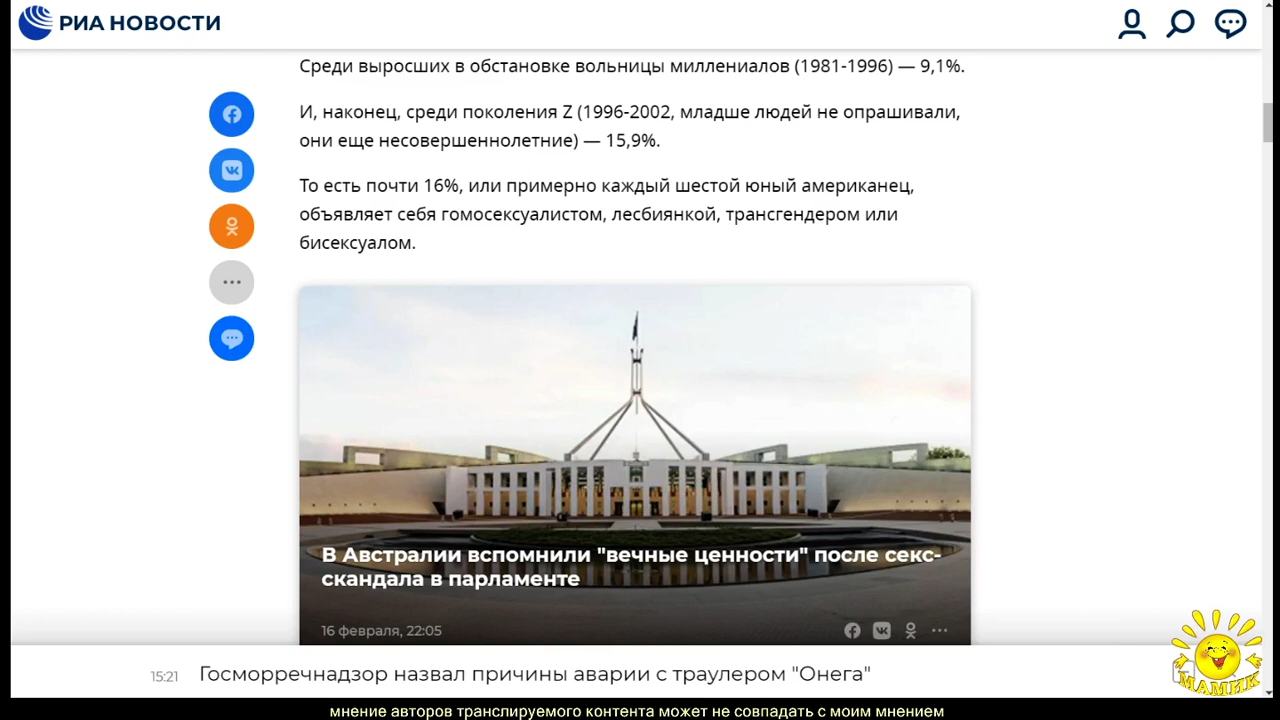 РИА НОВОСТИ
Среди выросших в обстановке вольницы миллениалов (1981-1996) — 9,1%.
И, наконец, среди поколения Z (1996-2002, младше людей не опрашивали,
они еще несовершеннолетние) — 15,9%.
То есть почти 16%, или примерно каждый шестой юный американец,
объявляет себя гомосексуалистом, лесбиянкой, трансгендером или
бисексуалом.
В Австралии вспомнили "вечные ценности" после секс-
скандала в парламенте
16 февраля, 22:05
15:21 Госморречнадзор назвал причины аварии с траулером "Онега"
МАМИК
мнение авторов транслируемого контента может не совпадать с моим мнением